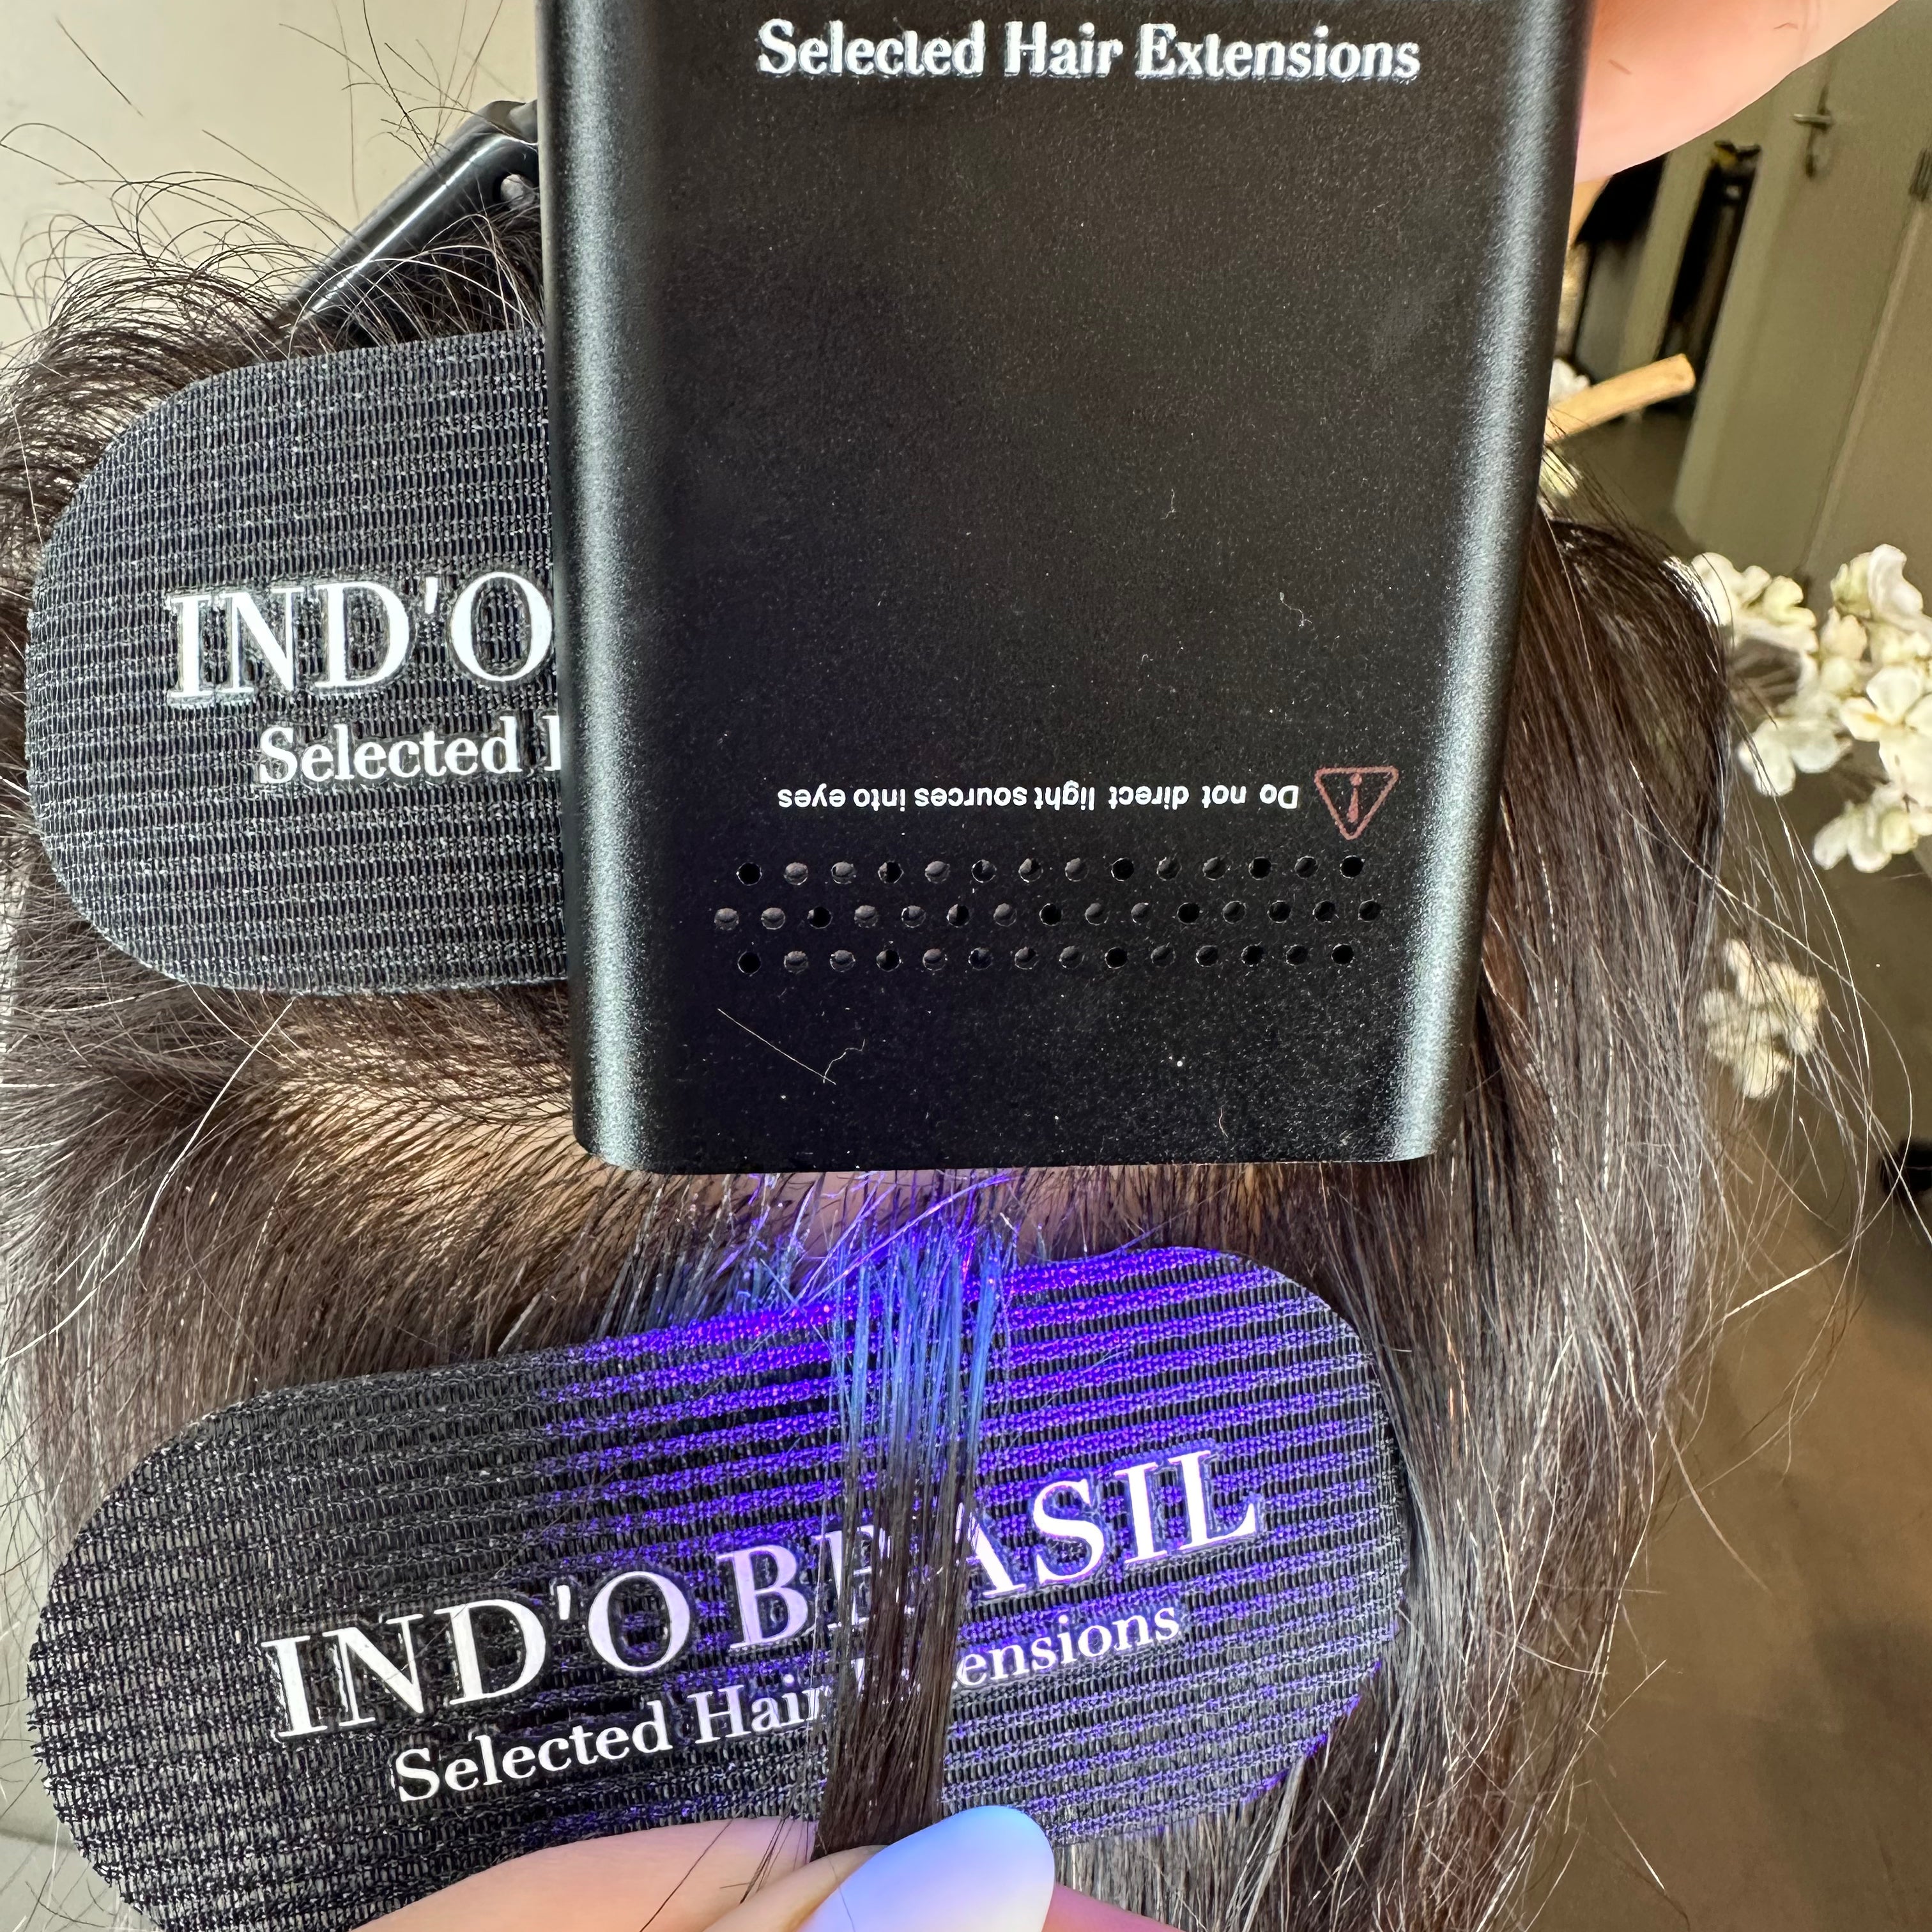 Selected Hair Extensions
IND'O
Selected
Do not direct light sources into eyes
IND'O BRASIL
Selected Hair Extensions